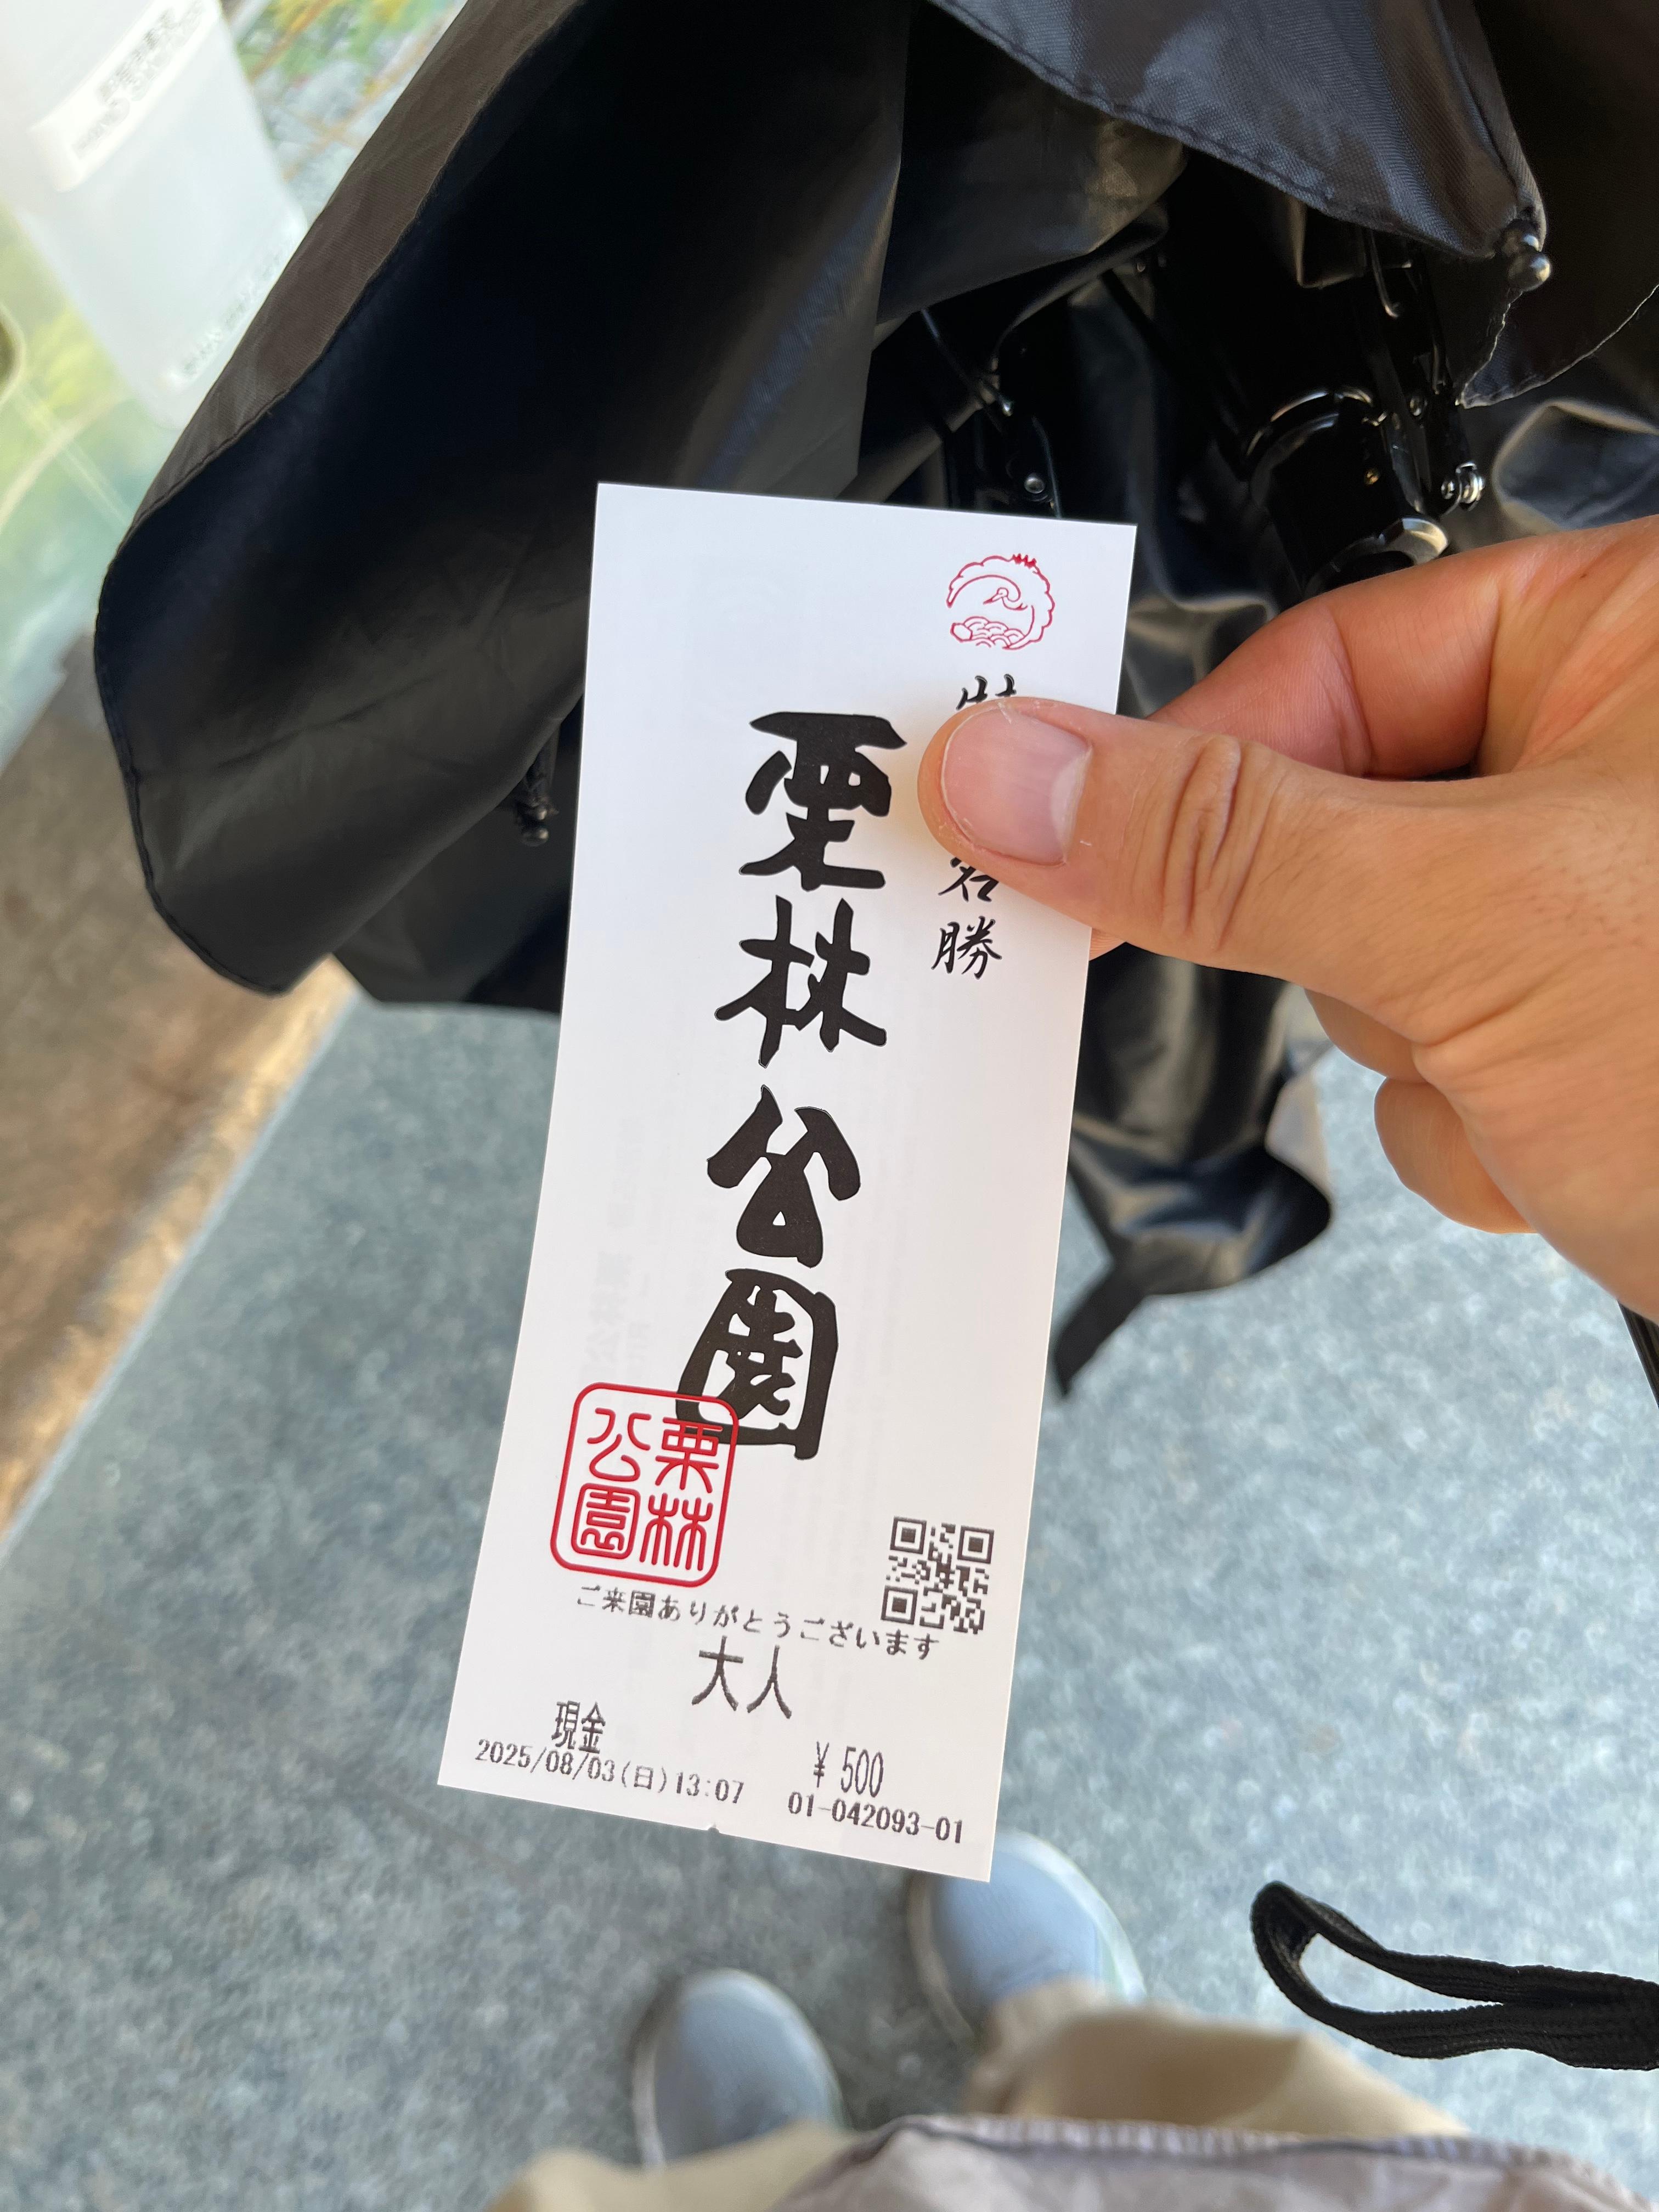 名勝
栗林公園
栗林公園
ご来園ありがとうございます
大人
現金
¥ 500
2025/08/03(日)13:07
01-042093-01